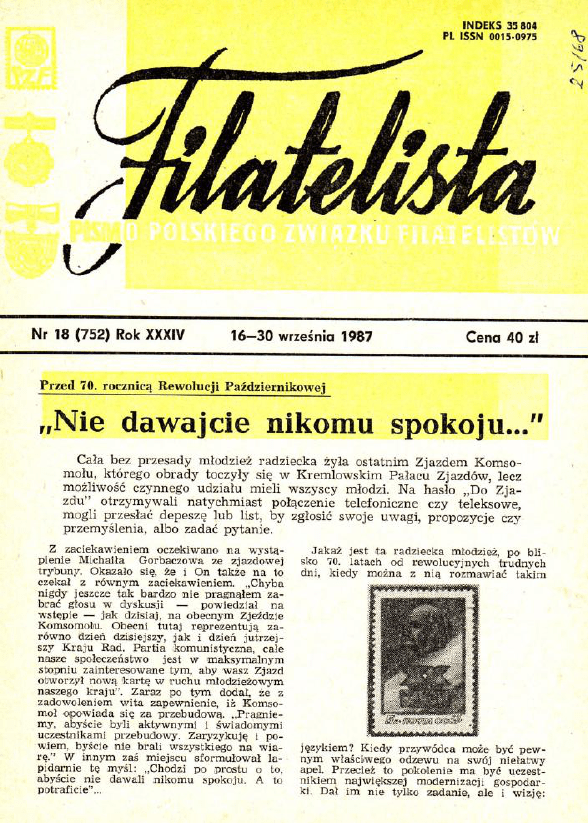 INDEKS 35 804
PL ISSN 0015-0975
25/68
PZF
Filatelista
PISMO POLSKIEGO ZWIĄZKU FILATELISTÓW
Nr 18 (752) Rok XXXIV
16—30 września 1987
Cena 40 zł
Przed 70. rocznicą Rewolucji Październikowej
„Nie dawajcie nikomu spokoju..."
Cała bez przesady młodzież radziecka żyła ostatnim Zjazdem Komso-
mołu, którego obrady toczyły się w Kremlowskim Pałacu Zjazdów, lecz
możliwość czynnego udziału mieli wszyscy młodzi. Na hasło „Do Zja-
zdu" otrzymywali natychmiast połączenie telefoniczne czy teleksowe,
mogli przesłać depeszę lub list, by zgłosić swoje uwagi, propozycje czy
przemyślenia, albo zadać pytanie.
Z zaciekawieniem oczekiwano na wystą-
pienie Michaiła Gorbaczowa ze zjazdowej
trybuny. Okazało się, że i On także na to
czekał z równym zaciekawieniem. „Chyba
nigdy jeszcze tak bardzo nie pragnąłem za-
brać głosu w dyskusji — powiedział na
wstępie — jak dzisiaj, na obecnym Zjeździe
Komsomołu. Obecni tutaj reprezentują za-
równo dzień dzisiejszy, jak i dzień jutrzej-
szy Kraju Rad. Partia komunistyczna, całe
nasze społeczeństwo jest w maksymalnym
stopniu zainteresowane tym, aby wasz Zjazd
otworzył nową kartę w ruchu młodzieżowym
naszego kraju". Zaraz po tym dodał, że z
zadowoleniem wita zapewnienie, iż Komso-
moł opowiada się za przebudową. „Pragnie-
my, abyście byli aktywnymi i świadomymi
uczestnikami przebudowy. Zaryzykuję i po-
wiem, byście nie brali wszystkiego na wia-
rę." W innym zaś miejscu sformułował la-
pidarnie tę myśl: „Chodzi po prostu o to,
abyście nie dawali nikomu spokoju. A to
potraficie"...
Jakaż jest ta radziecka młodzież, po bli-
sko 70. latach od rewolucyjnych trudnych
dni, kiedy można z nią rozmawiać takim
językiem? Kiedy przywódca może być pew-
nym właściwego odzewu na swój niełatwy
apel. Przecież to pokolenie ma być uczest-
nikiem największej modernizacji gospodar-
ki. Dał im nie tylko zadanie, ale i wizję: